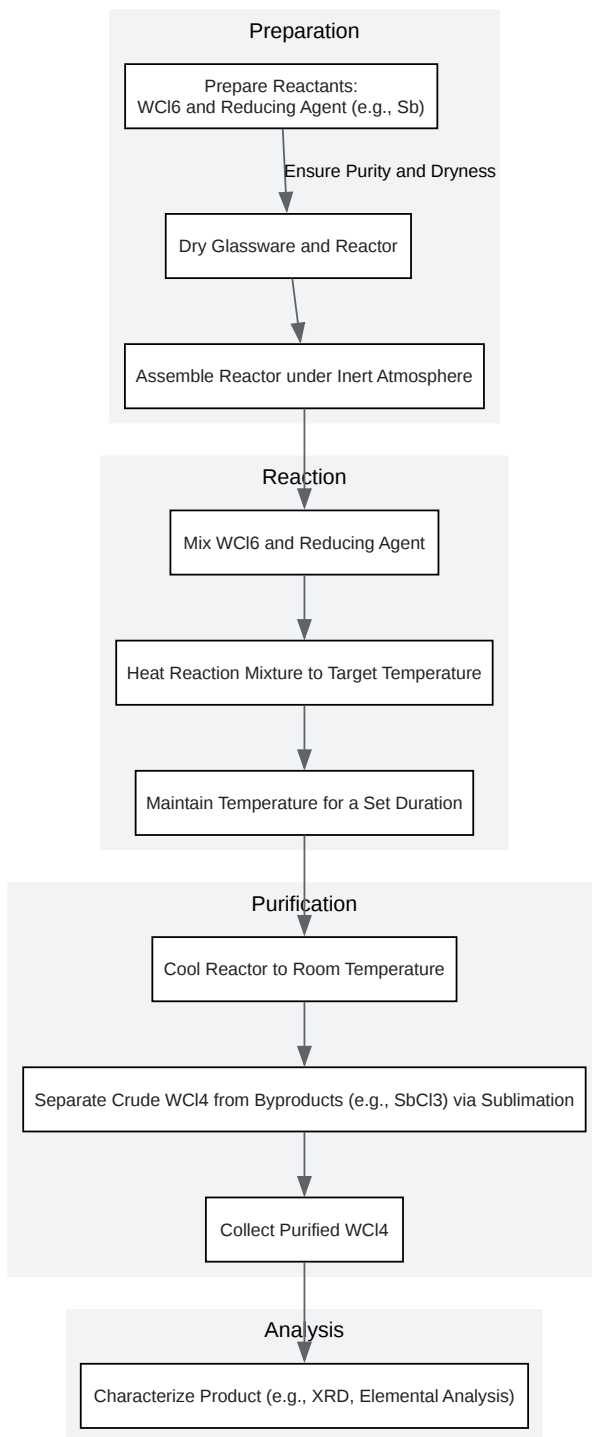 Preparation
Prepare Reactants:
WCl6 and Reducing Agent (e.g., Sb)
Ensure Purity and Dryness
Dry Glassware and Reactor
Assemble Reactor under Inert Atmosphere
Reaction
Mix WCl6 and Reducing Agent
Heat Reaction Mixture to Target Temperature
Maintain Temperature for a Set Duration
Purification
Cool Reactor to Room Temperature
Separate Crude WCl4 from Byproducts (e.g., SbCl3) via Sublimation
Collect Purified WCl4
Analysis
Characterize Product (e.g., XRD, Elemental Analysis)